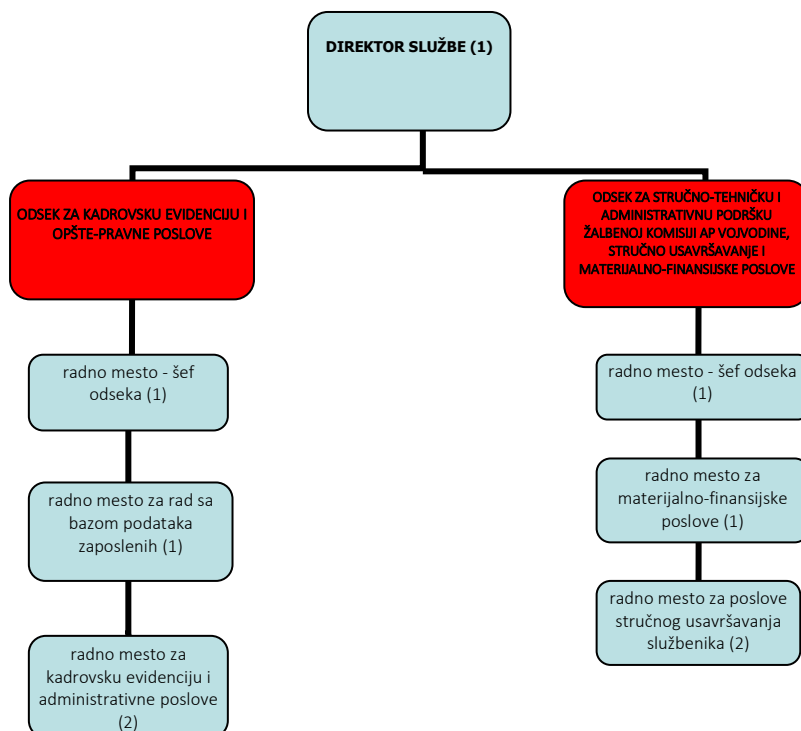 DIREKTOR SLUŽBE (1)
ODSEK ZA KADROVSKU EVIDENCIJU I
OPŠTE-PRAVNE POSLOVE
radno mesto - šef
odseka (1)
radno mesto za rad sa
bazom podataka
zaposlenih (1)
radno mesto za
kadrovsku evidenciju i
administrativne poslove
(2)
ODSEK ZA STRUČNO-TEHNIČKU I
ADMINISTRATIVNU PODRŠKU
ŽALBENOJ KOMISIJI AP VOJVODINE,
STRUČNO USAVRŠAVANjE I
MATERIJALNO-FINANSIJSKE POSLOVE
radno mesto - šef odseka
(1)
radno mesto za
materijalno-finansijske
poslove (1)
radno mesto za poslove
stručnog usavršavanja
službenika (2)